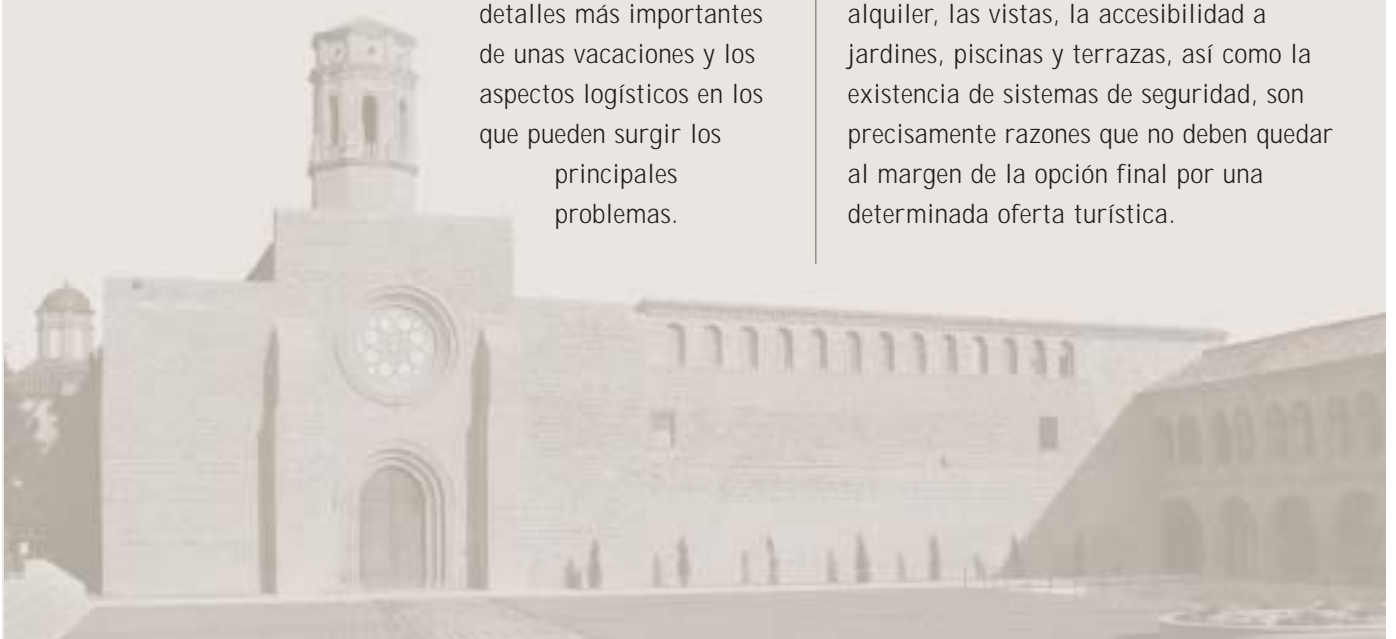 detalles más importantes
de unas vacaciones y los
aspectos logísticos en los
que pueden surgir los
principales
problemas.
alquiler, las vistas, la accesibilidad a
jardines, piscinas y terrazas, así como la
existencia de sistemas de seguridad, son
precisamente razones que no deben quedar
al margen de la opción final por una
determinada oferta turística.